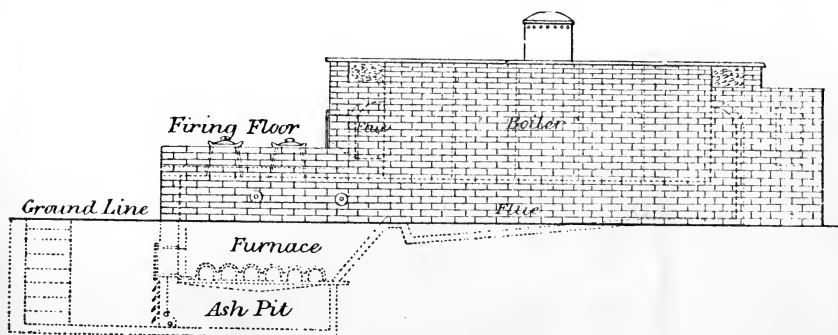 Firing Floor
Flue
Boiler
Ground Line
Flue
Furnace
Ash Pit